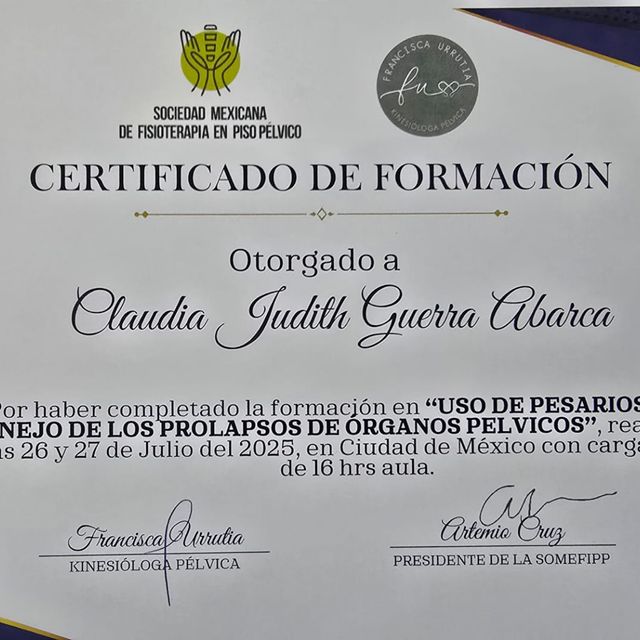 SOCIEDAD MEXICANA
DE FISIOTERAPIA EN PISO PÉLVICO
FRANCISCA URRUTIA
fu
KINESIÓLOGA PÉLVICA
CERTIFICADO DE FORMACIÓN
Otorgado a
Claudia Judith Guerra Abarca
Por haber completado la formación en “USO DE PESARIOS
NEJO DE LOS PROLAPSOS DE ÓRGANOS PELVICOS”, rea
as 26 y 27 de Julio del 2025, en Ciudad de México con carga
de 16 hrs aula.
Francisca Urrutia
KINESIÓLOGA PÉLVICA
Artemio Cruz
PRESIDENTE DE LA SOMEFIPP